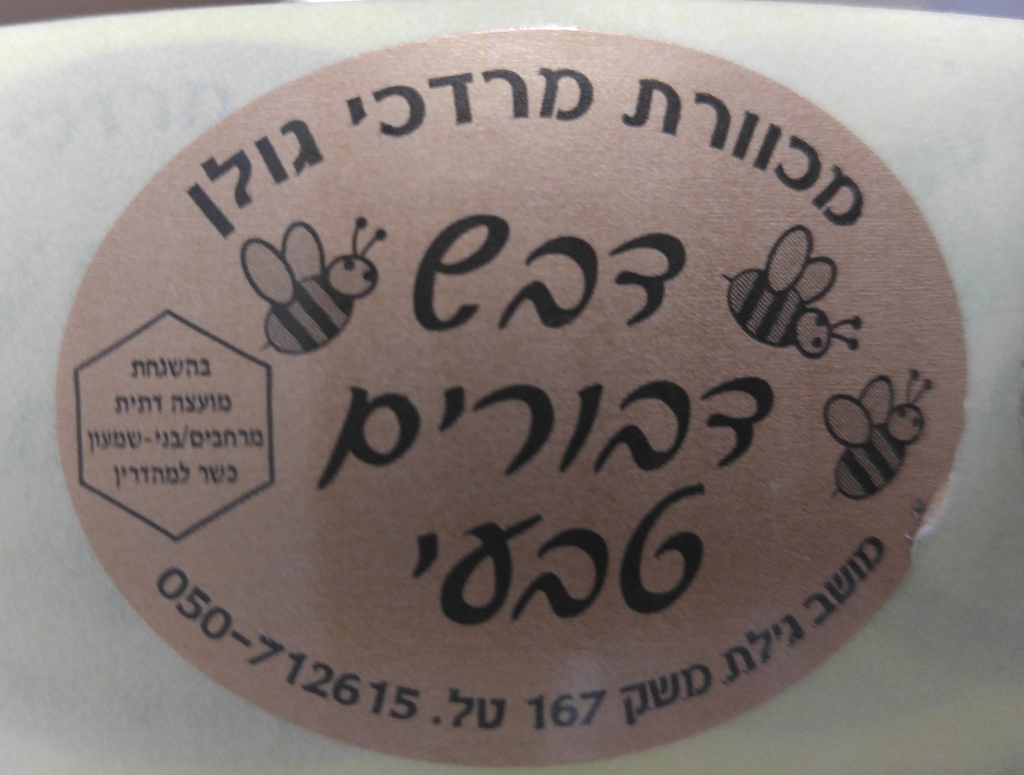 מכוורת מרדכי גולן
דבש
דבורים
טבעי
בהשגחת
מועצה דתית
מרחבים/בני-שמעון
כשר למהדרין
מושב גילת משק 167 טל. 050-712615